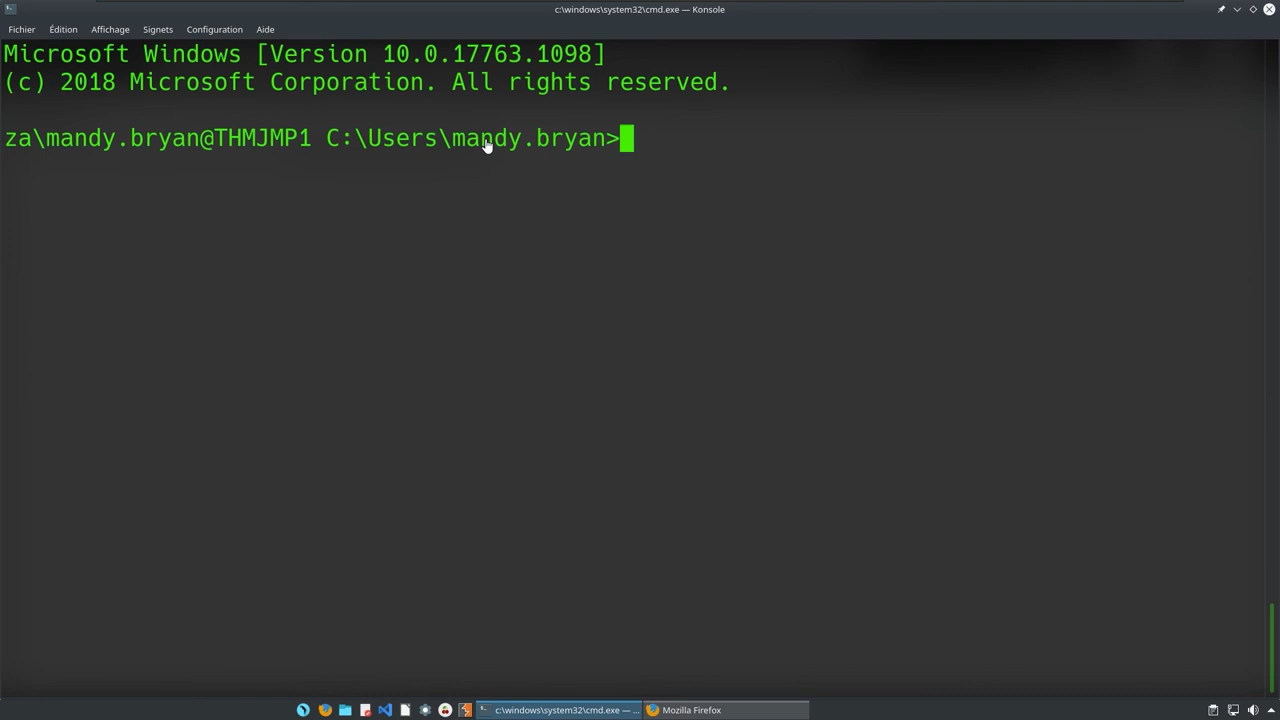 c:\windows\system32\cmd.exe — Konsole
Fichier Édition Affichage Signets Configuration Aide
Microsoft Windows [Version 10.0.17763.1098]
(c) 2018 Microsoft Corporation. All rights reserved.
za\mandy.bryan@THMJMP1 C:\Users\mandy.bryan>
c:\windows\system32\cmd.exe — ... Mozilla Firefox